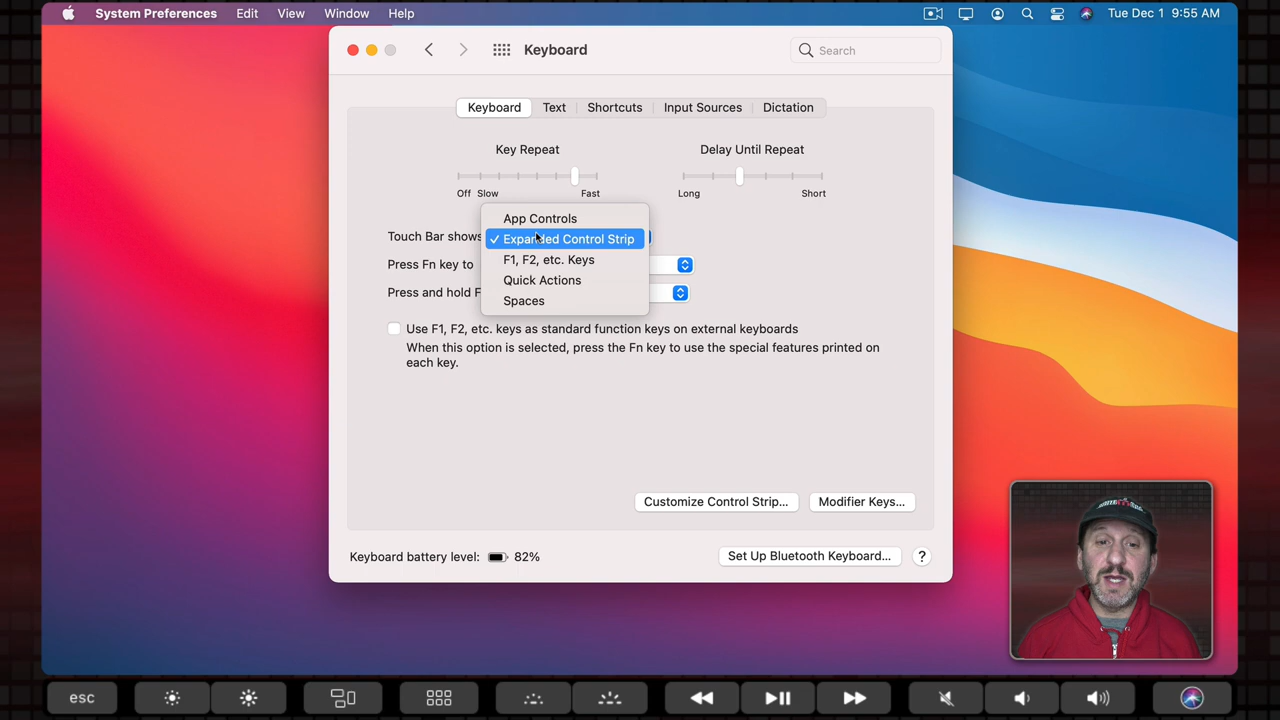 System Preferences Edit View Window Help Tue Dec 1 9:55 AM
Keyboard Search
Keyboard Text Shortcuts Input Sources Dictation
Key Repeat Delay Until Repeat
Off Slow Fast Long Short
App Controls
Touch Bar shows ✓ Expanded Control Strip
F1, F2, etc. Keys
Press Fn key to
Quick Actions
Press and hold F
Spaces
Use F1, F2, etc. keys as standard function keys on external keyboards
When this option is selected, press the Fn key to use the special features printed on
each key.
Customize Control Strip... Modifier Keys...
Keyboard battery level: 82% Set Up Bluetooth Keyboard... ?
esc